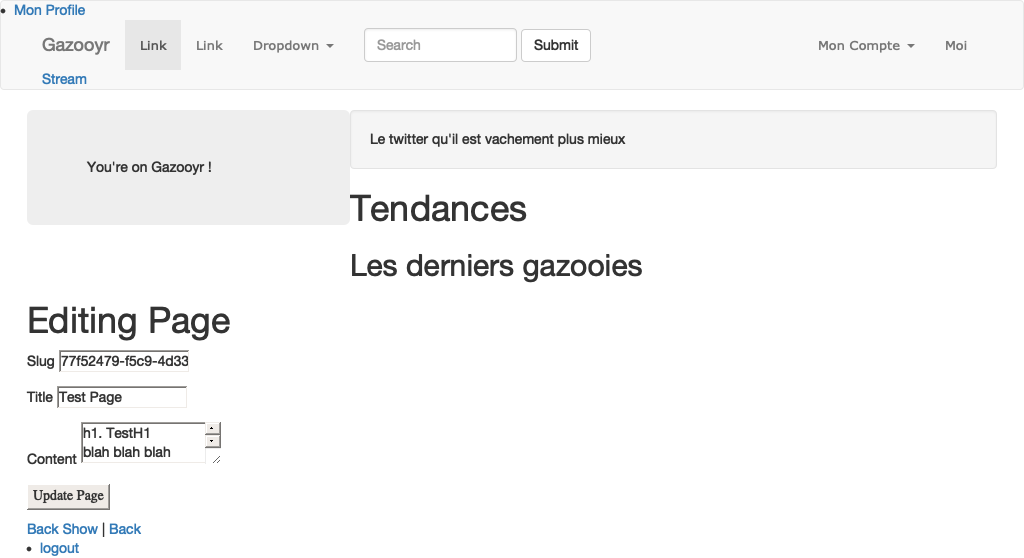 Mon Profile
Gazooyr Link Link Dropdown Search Submit Mon Compte Moi
Stream
Le twitter qu'il est vachement plus mieux
You're on Gazooyr !
Tendances
Les derniers gazooies
Editing Page
Slug 77f52479-f5c9-4d33
Title Test Page
h1. TestH1
blah blah blah
Content
Update Page
Back Show | Back
logout